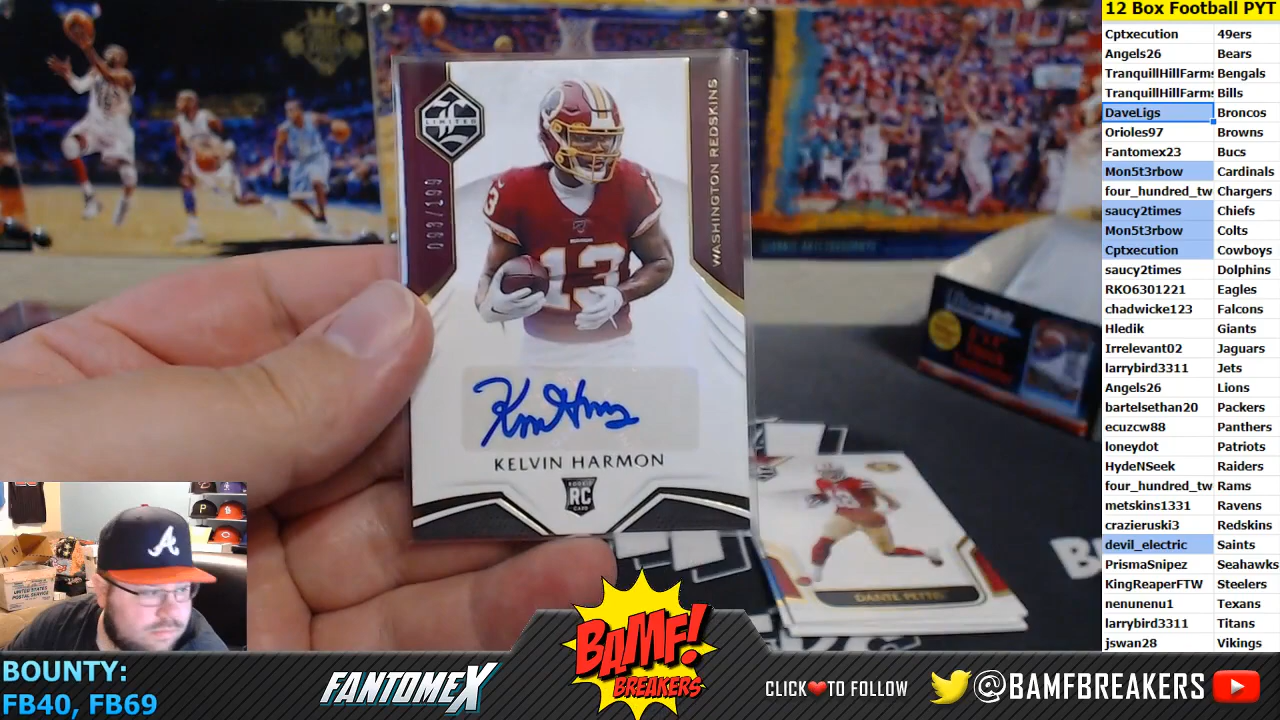 12 Box Football PYT
Cptxecution 49ers
Angels26 Bears
TranquillHillFarms Bengals
TranquillHillFarms Bills
DaveLigs Broncos
Orioles97 Browns
Fantomex23 Bucs
Mon5t3rbow Cardinals
four_hundred_tw Chargers
saucy2times Chiefs
Mon5t3rbow Colts
Cptxecution Cowboys
saucy2times Dolphins
RKO6301221 Eagles
chadwicke123 Falcons
Hledik Giants
Irrelevant02 Jaguars
larrybird3311 Jets
Angels26 Lions
bartelsethan20 Packers
ecuzcw88 Panthers
loneydot Patriots
HydeNSeek Raiders
four_hundred_tw Rams
metskins1331 Ravens
crazieruski3 Redskins
devil_electric Saints
PrismaSnipez Seahawks
KingReaperFTW Steelers
nenunenu1 Texans
larrybird3311 Titans
jswan28 Vikings
LIMITED
093/199
WASHINGTON REDSKINS
13
13
KELVIN HARMON
ROOKIE
RC
CARD
DANTE PETTIS
A
BOUNTY:
FB40, FB69
FANTOMEX
BAMF!
BREAKERS
CLICK TO FOLLOW
@BAMFBREAKERS